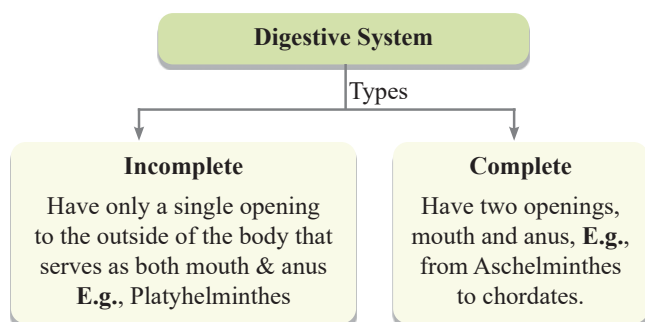 Digestive System
Types
Incomplete
Have only a single opening
to the outside of the body that
serves as both mouth & anus
E.g., Platyhelminthes
Complete
Have two openings,
mouth and anus, E.g.,
from Aschelminthes
to chordates.